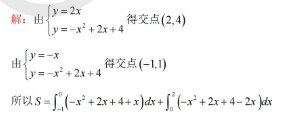 解：由{y=2x
y=-x²+2x+4 得交点(2,4)
由{y=-x
y=-x²+2x+4 得交点(-1,1)
所以S=∫₋₁⁰(-x²+2x+4+x)dx+∫₀²(-x²+2x+4-2x)dx